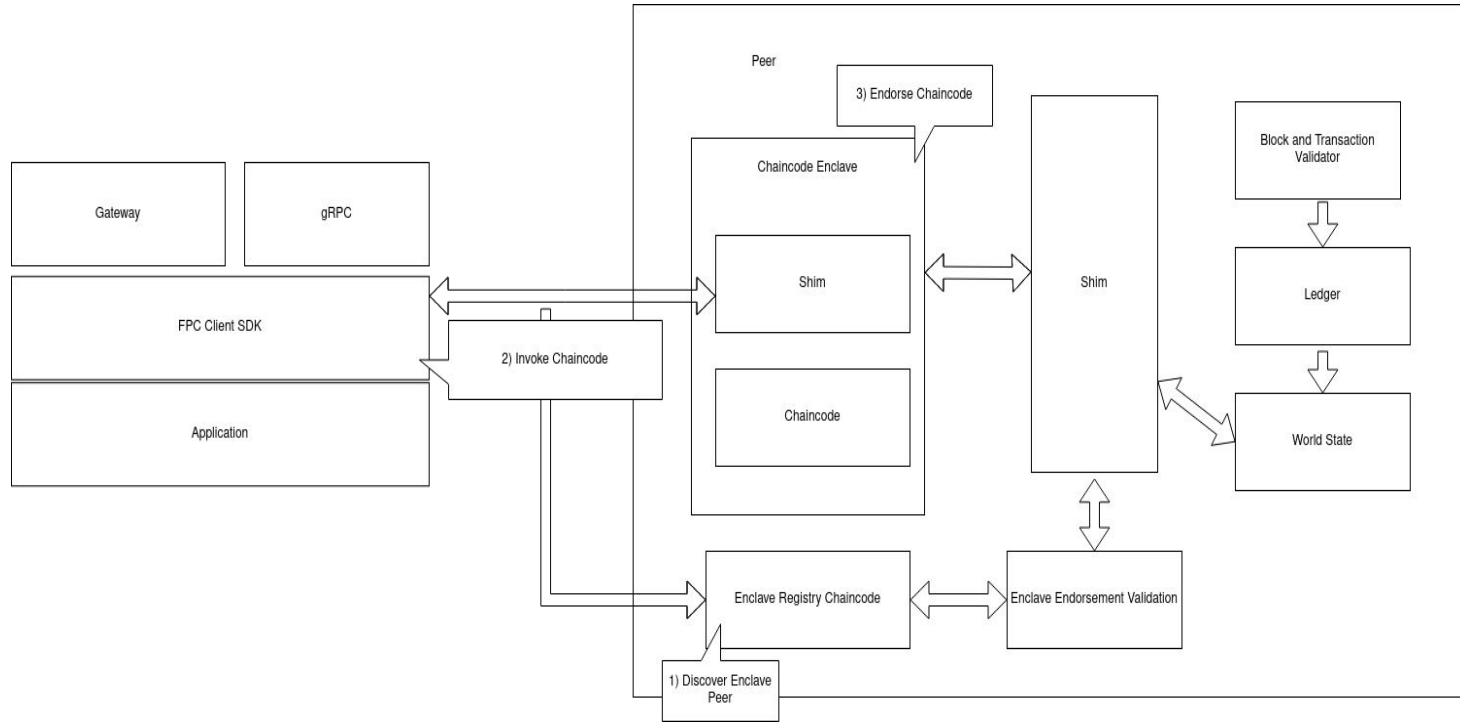 Peer
3) Endorse Chaincode
Chaincode Enclave
Block and Transaction
Validator
Gateway
gRPC
Shim
Shim
Ledger
FPC Client SDK
2) Invoke Chaincode
Chaincode
Application
World State
Enclave Registry Chaincode
Enclave Endorsement Validation
1) Discover Enclave
Peer